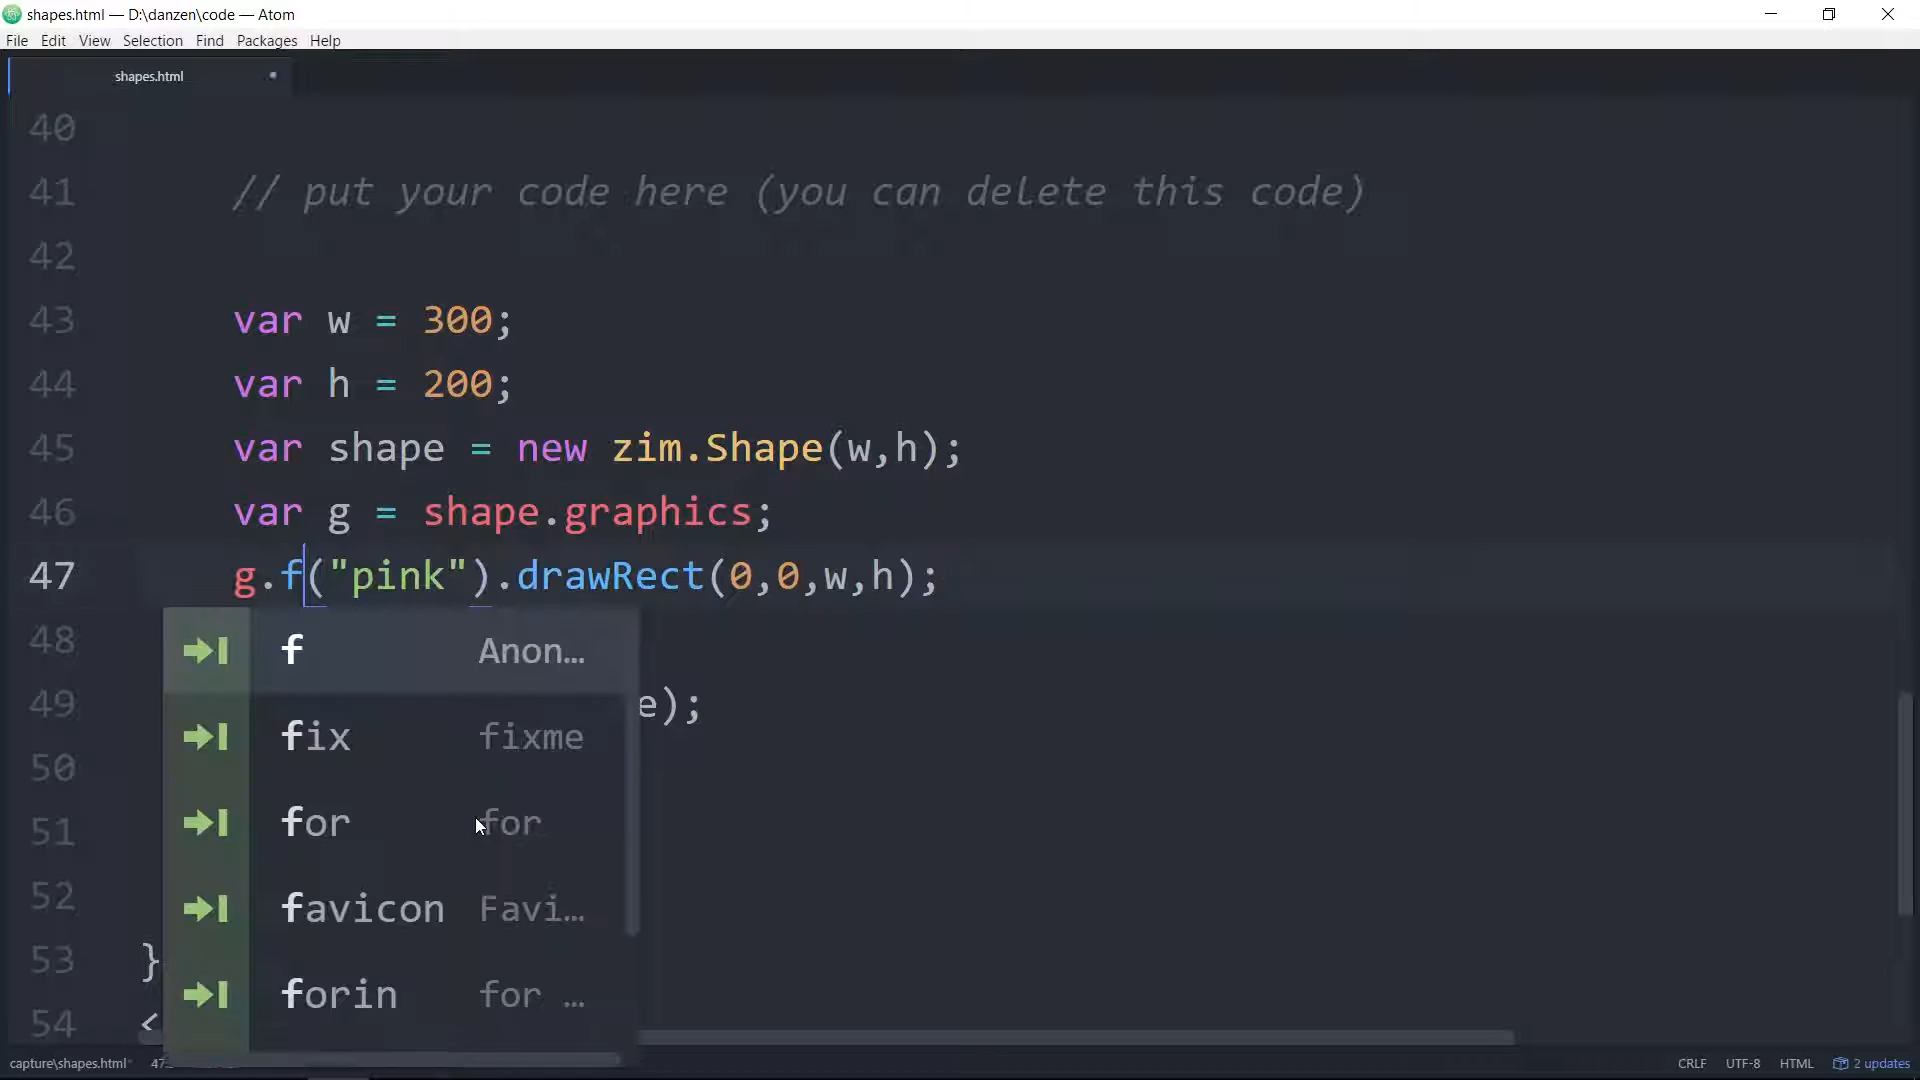 shapes.html — D:\danzen\code — Atom
File Edit View Selection Find Packages Help
shapes.html
40
41 // put your code here (you can delete this code)
42
43 var w = 300;
44 var h = 200;
45 var shape = new zim.Shape(w,h);
46 var g = shape.graphics;
47 g.f("pink").drawRect(0,0,w,h);
48 f Anon…
49 e);
fix fixme
50
51 for for
52 favicon Favi…
53 }
forin for …
54 <
capture\shapes.html* 47: CRLF UTF-8 HTML 2 updates